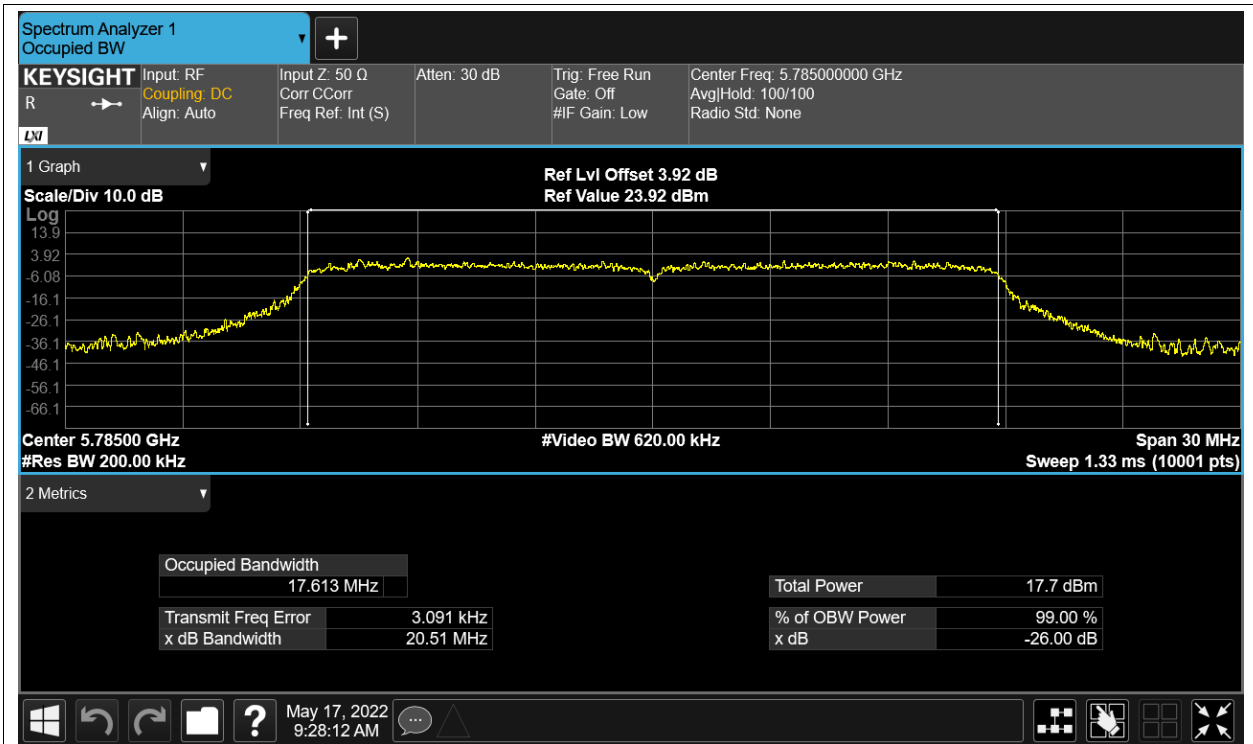 Spectrum Analyzer 1
Occupied BW
KEYSIGHT
R
LXI
Input: RF
Coupling: DC
Align: Auto
Input Z: 50 Ω
Corr CCorr
Freq Ref: Int (S)
Atten: 30 dB
Trig: Free Run
Gate: Off
#IF Gain: Low
Center Freq: 5.785000000 GHz
Avg|Hold: 100/100
Radio Std: None
1 Graph
Scale/Div 10.0 dB
Ref Lvl Offset 3.92 dB
Ref Value 23.92 dBm
Log
13.9
3.92
-6.08
-16.1
-26.1
-36.1
-46.1
-56.1
-66.1
Center 5.78500 GHz
#Res BW 200.00 kHz
#Video BW 620.00 kHz
Span 30 MHz
Sweep 1.33 ms (10001 pts)
2 Metrics
Occupied Bandwidth
17.613 MHz
Transmit Freq Error 3.091 kHz
x dB Bandwidth 20.51 MHz
Total Power 17.7 dBm
% of OBW Power 99.00 %
x dB -26.00 dB
?
May 17, 2022
9:28:12 AM